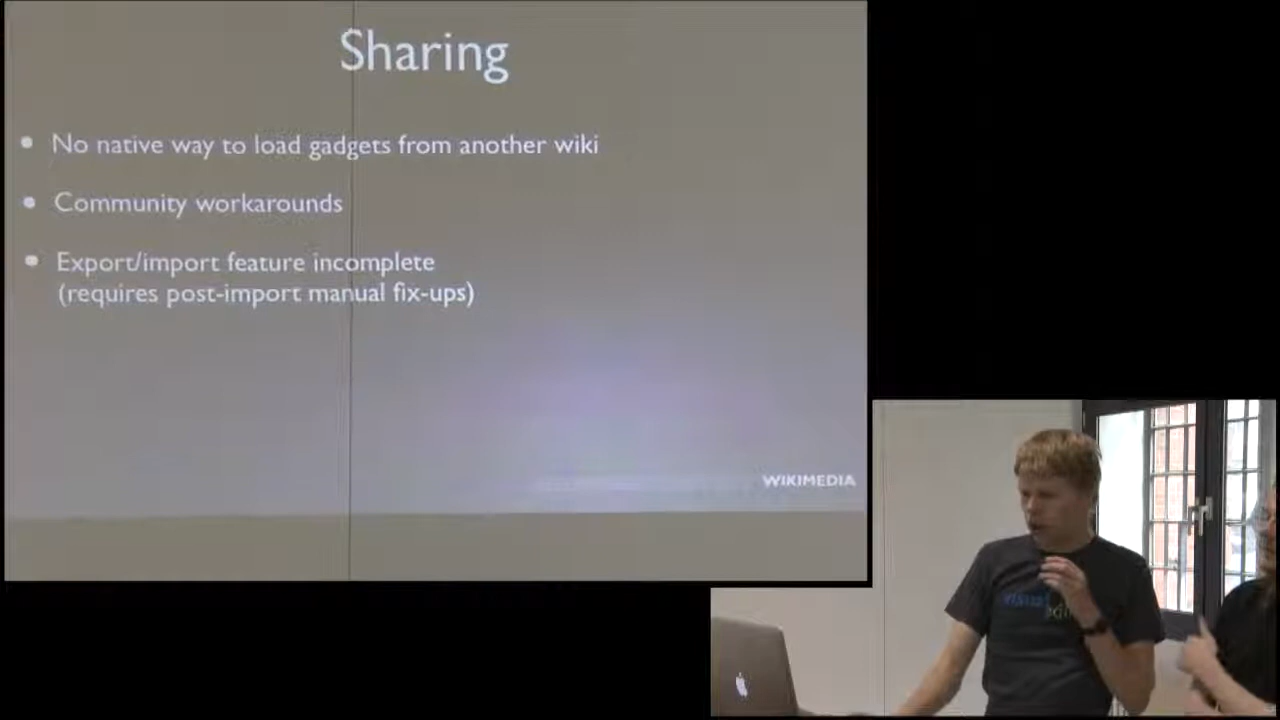 Sharing
No native way to load gadgets from another wiki
Community workarounds
Export/import feature incomplete
(requires post-import manual fix-ups)
WIKIMEDIA
visual